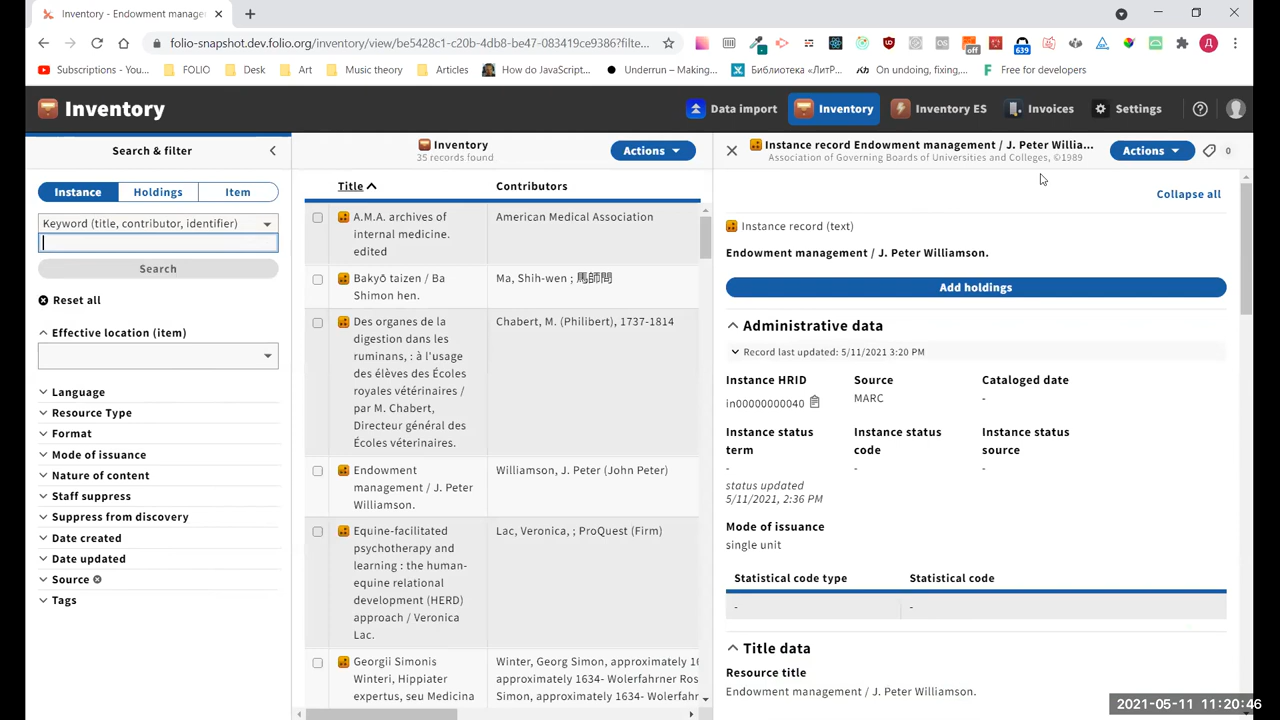 Inventory - Endowment manage
folio-snapshot.dev.folio.org/inventory/view/be5428c1-c20b-4db8-be47-083419ce9386?filte...
off
639
Д
Subscriptions - You...
FOLIO
Desk
Art
Music theory
Articles
How do JavaScript...
Underrun – Making...
Библиотека «ЛитР...
Kh On undoing, fixing,...
F Free for developers
Inventory
Data import
Inventory
Inventory ES
Invoices
Settings
Search & filter
Instance Holdings Item
Keyword (title, contributor, identifier)
Search
Reset all
Effective location (item)
Language
Resource Type
Format
Mode of issuance
Nature of content
Staff suppress
Suppress from discovery
Date created
Date updated
Source
Tags
Inventory
35 records found
Actions
Title Contributors
A.M.A. archives of
internal medicine.
edited
American Medical Association
Bakyō taizen / Ba
Shimon hen.
Ma, Shih-wen ; 馬師問
Des organes de la
digestion dans les
ruminans, : à l'usage
des élèves des Écoles
royales vétérinaires /
par M. Chabert,
Directeur général des
Écoles véterinaires.
Chabert, M. (Philibert), 1737-1814
Endowment
management / J. Peter
Williamson.
Williamson, J. Peter (John Peter)
Equine-facilitated
psychotherapy and
learning : the human-
equine relational
development (HERD)
approach / Veronica
Lac.
Lac, Veronica, ; ProQuest (Firm)
Georgii Simonis
Winteri, Hippiater
expertus, seu Medicina
Winter, Georg Simon, approximately 16
approximately 1634- Wolerfahrner Ros
Simon, approximately 1634- Wolerfahr
Instance record Endowment management / J. Peter Willia...
Association of Governing Boards of Universities and Colleges, ©1989
Actions
0
Collapse all
Instance record (text)
Endowment management / J. Peter Williamson.
Add holdings
Administrative data
Record last updated: 5/11/2021 3:20 PM
Instance HRID Source Cataloged date
in00000000040 MARC -
Instance status
term
Instance status
code
Instance status
source
- - -
status updated
5/11/2021, 2:36 PM
Mode of issuance
single unit
Statistical code type Statistical code
- -
Title data
Resource title
Endowment management / J. Peter Williamson.
2021-05-11 11:20:46